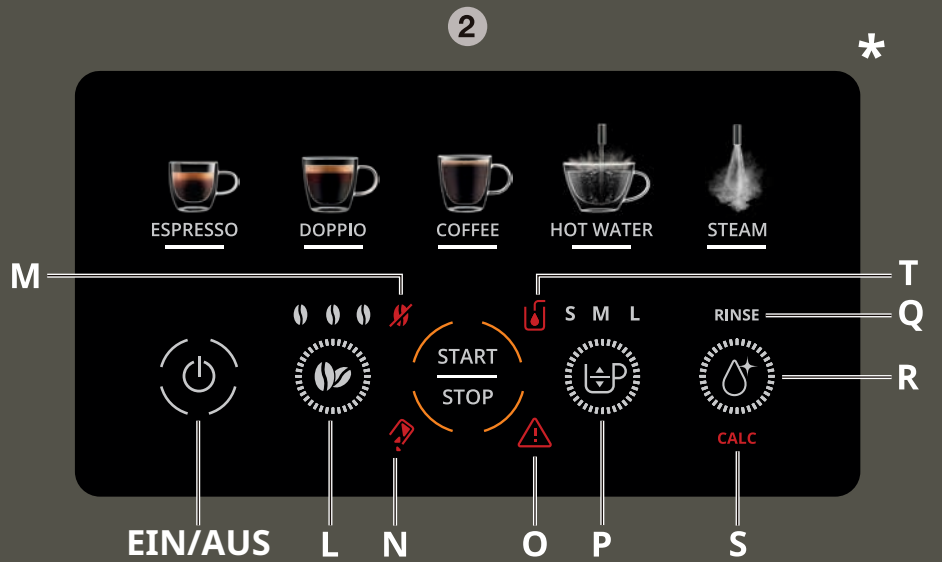 2
*
ESPRESSO DOPPIO COFFEE HOT WATER STEAM
M
T
S M L
RINSE
Q
START
STOP
R
CALC
EIN/AUS L N O P S